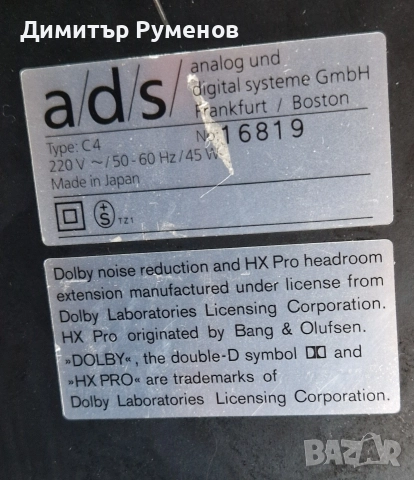 Димитър Руменов
a/d/s/
analog und
digital systeme GmbH
Frankfurt / Boston
Type: C4
No 16819
220 V ~/50-60 Hz/45 W
Made in Japan
S
TZ1
Dolby noise reduction and HX Pro headroom
extension manufactured under license from
Dolby Laboratories Licensing Corporation.
HX Pro originated by Bang & Olufsen.
»DOLBY«, the double-D symbol and
»HX PRO« are trademarks of
Dolby Laboratories Licensing Corporation.
BAZAR